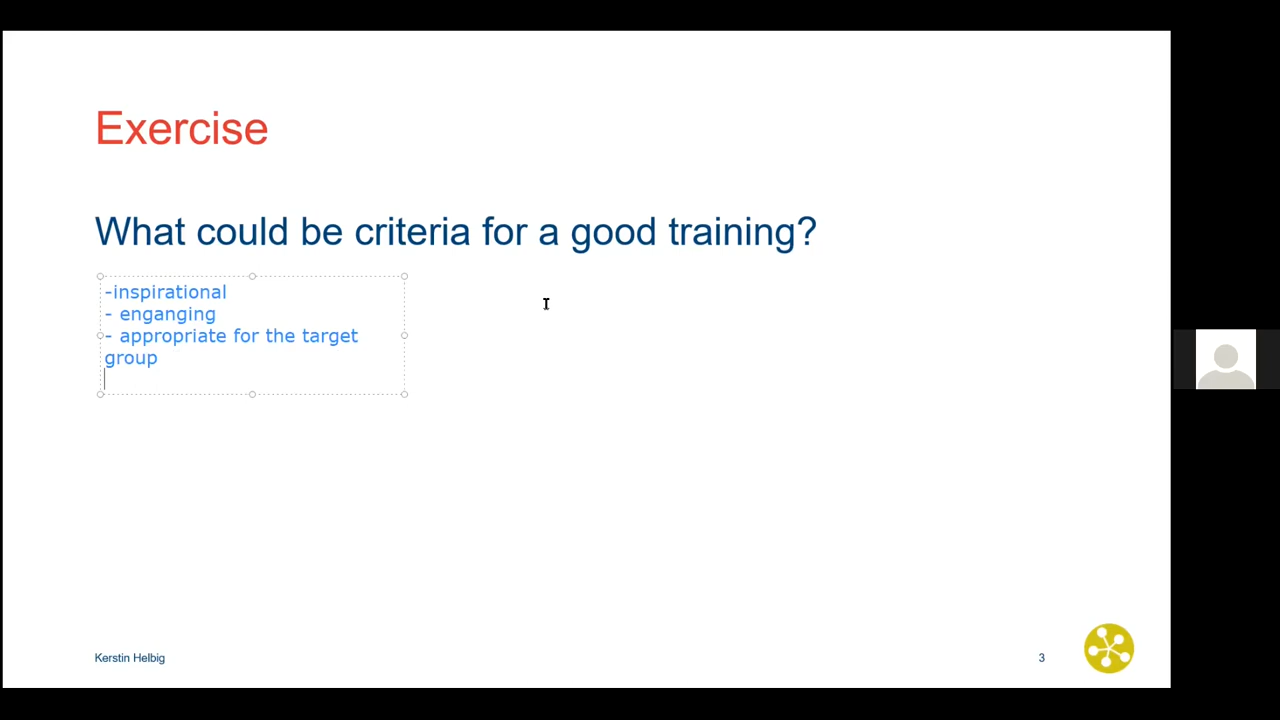 Exercise
What could be criteria for a good training?
-inspirational
- enganging
- appropriate for the target
group
Kerstin Helbig
3